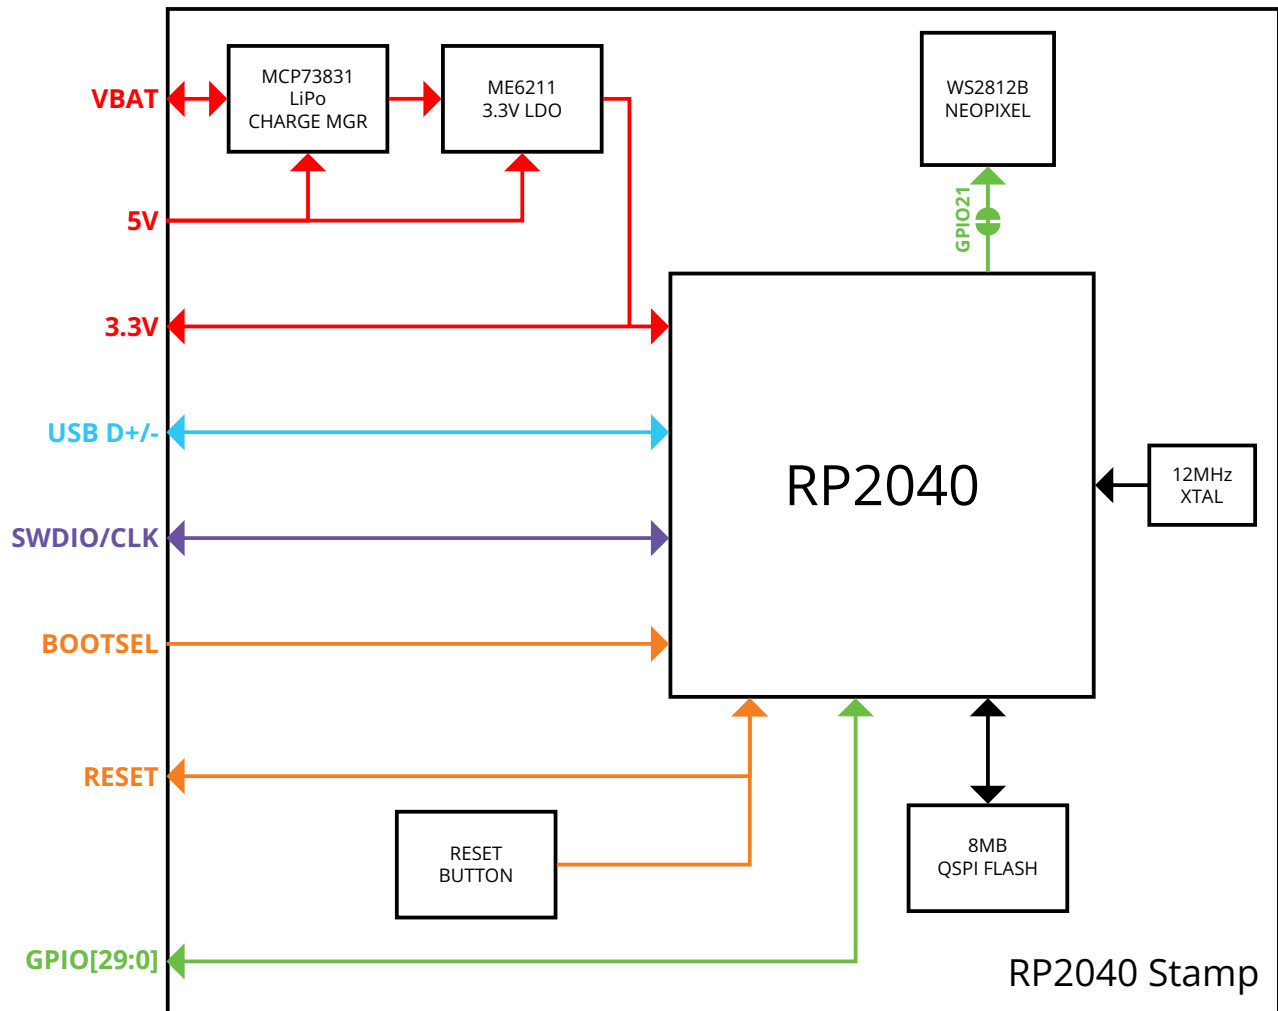 MCP73831
LiPo
CHARGE MGR
ME6211
3.3V LDO
WS2812B
NEOPIXEL
VBAT
5V
GPIO21
3.3V
USB D+/-
RP2040
12MHz
XTAL
SWDIO/CLK
BOOTSEL
RESET
RESET
BUTTON
8MB
QSPI FLASH
GPIO[29:0]
RP2040 Stamp